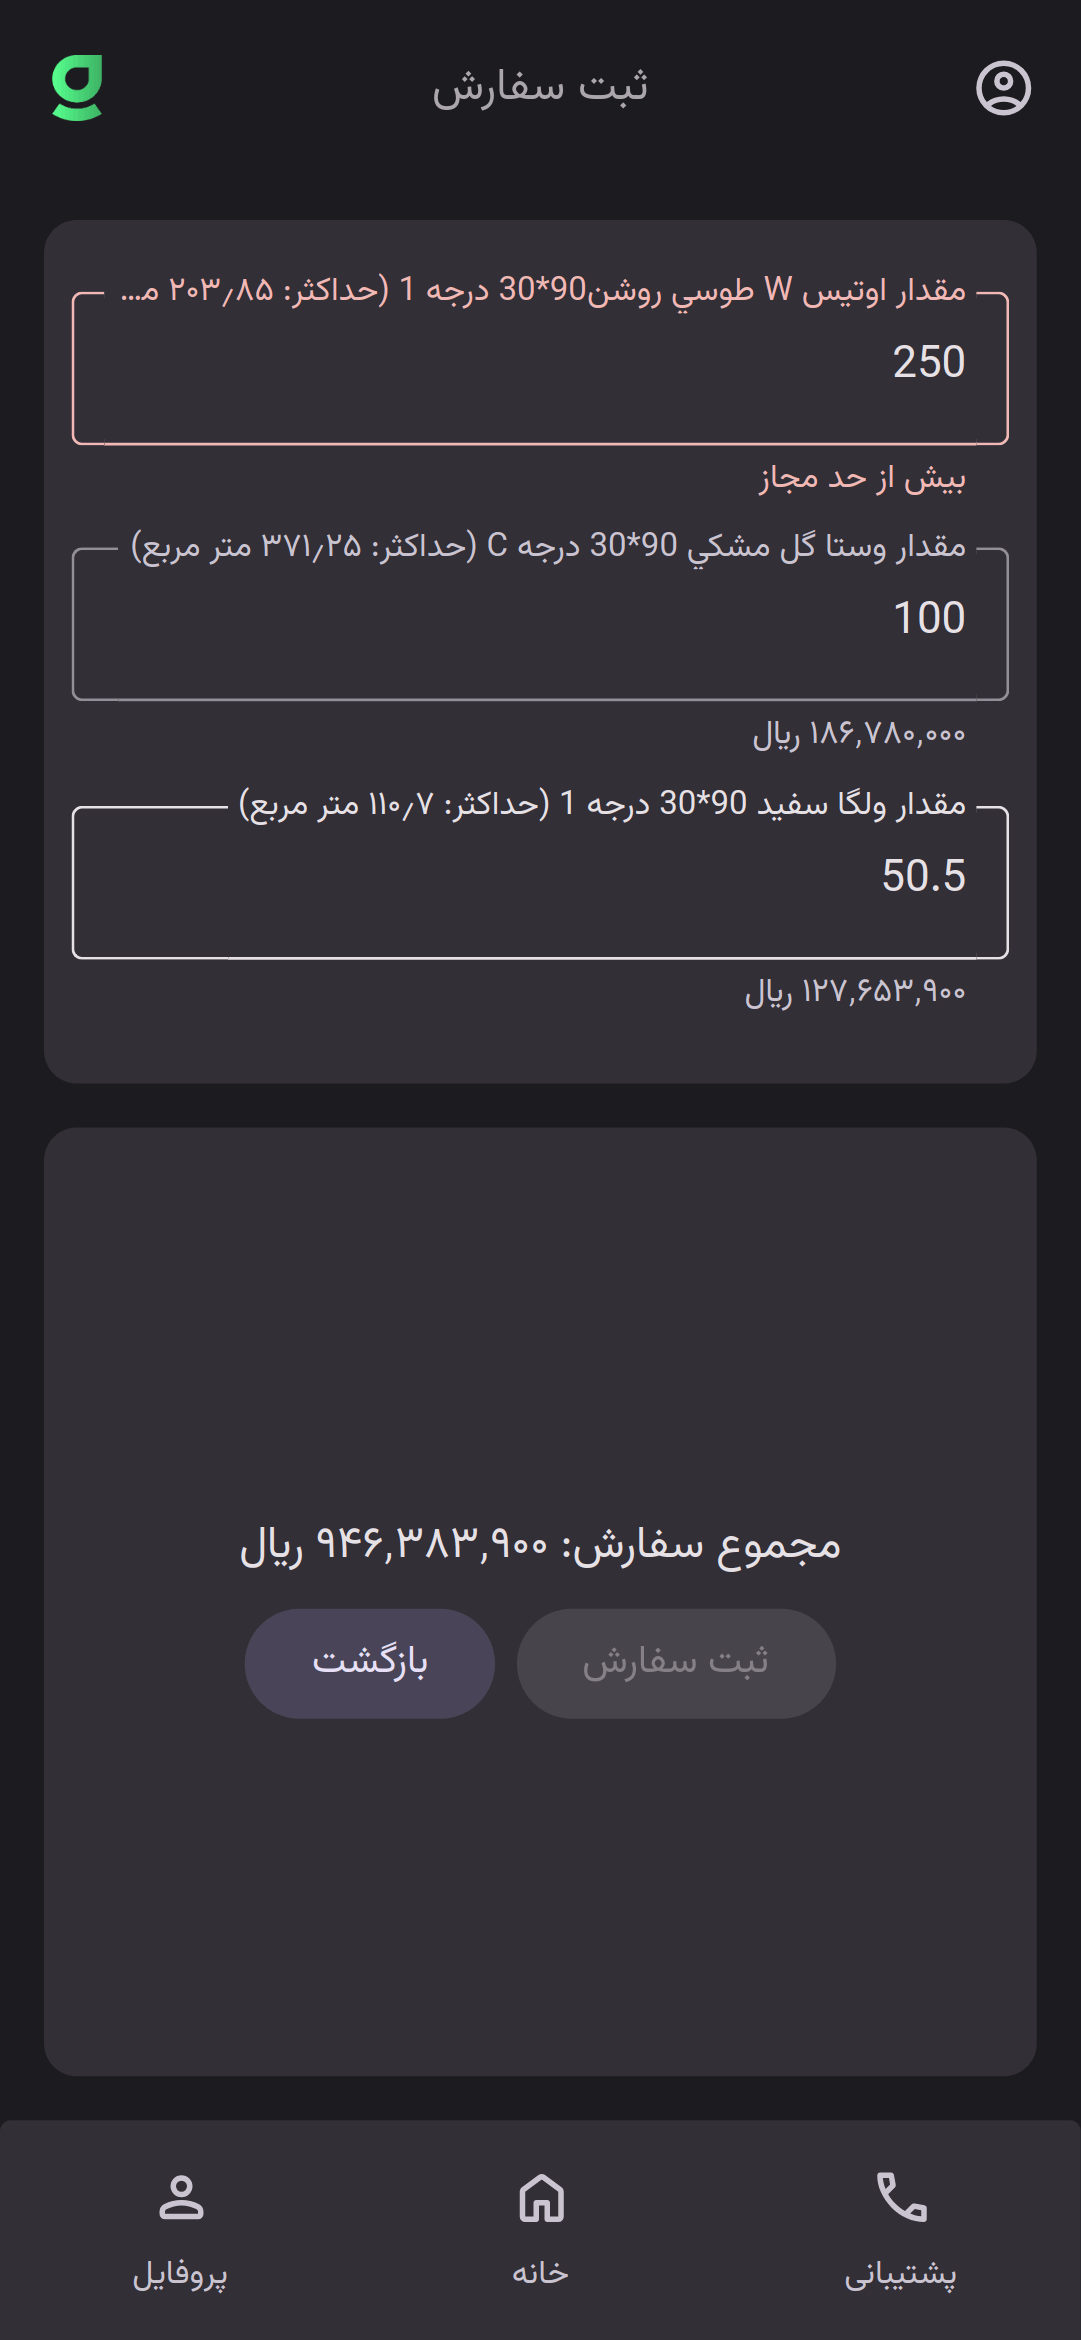 ثبت سفارش
مقدار اوتیس W طوسي روشن30*90 درجه 1 (حداکثر: ۲۰۳٫۸۵ م...
250
بیش از حد مجاز
مقدار وستا گل مشکي 30*90 درجه C (حداکثر: ۳۷۱٫۲۵ متر مربع)
100
۱۸۶,۷۸۰,۰۰۰ ریال
مقدار ولگا سفید 30*90 درجه 1 (حداکثر: ۱۱۰٫۷ متر مربع)
50.5
۱۲۷,۶۵۳,۹۰۰ ریال
مجموع سفارش: ۹۴۶,۳۸۳,۹۰۰ ریال
ثبت سفارش
بازگشت
پشتیبانی
خانه
پروفایل